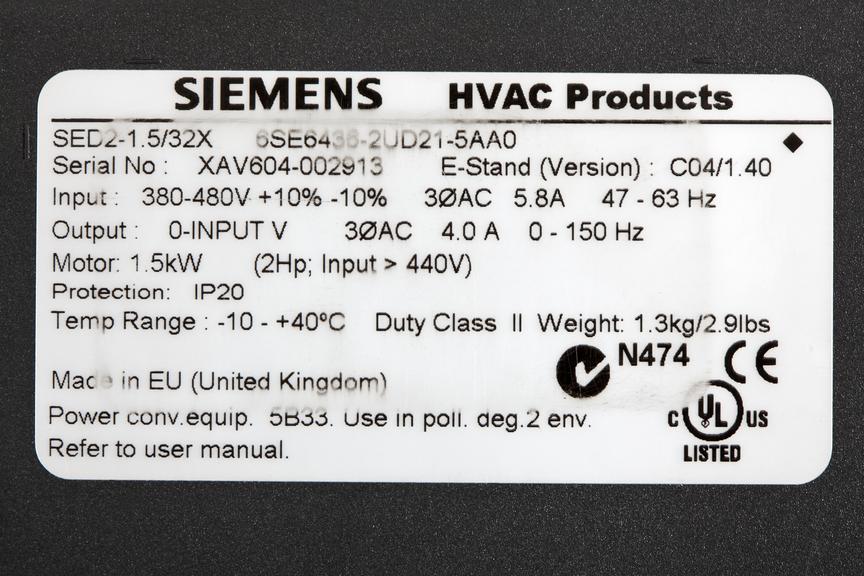 SIEMENS HVAC Products
SED2-1.5/32X 6SE6436-2UD21-5AA0
Serial No : XAV604-002913 E-Stand (Version) : C04/1.40
Input : 380-480V +10% -10% 3ØAC 5.8A 47 - 63 Hz
Output : 0-INPUT V 3ØAC 4.0 A 0 - 150 Hz
Motor: 1.5kW (2Hp; Input > 440V)
Protection: IP20
Temp Range : -10 - +40ºC Duty Class II Weight: 1.3kg/2.9lbs
N474 CE
Made in EU (United Kingdom)
Power conv.equip. 5B33. Use in poll. deg.2 env.
C UL US
Refer to user manual.
LISTED